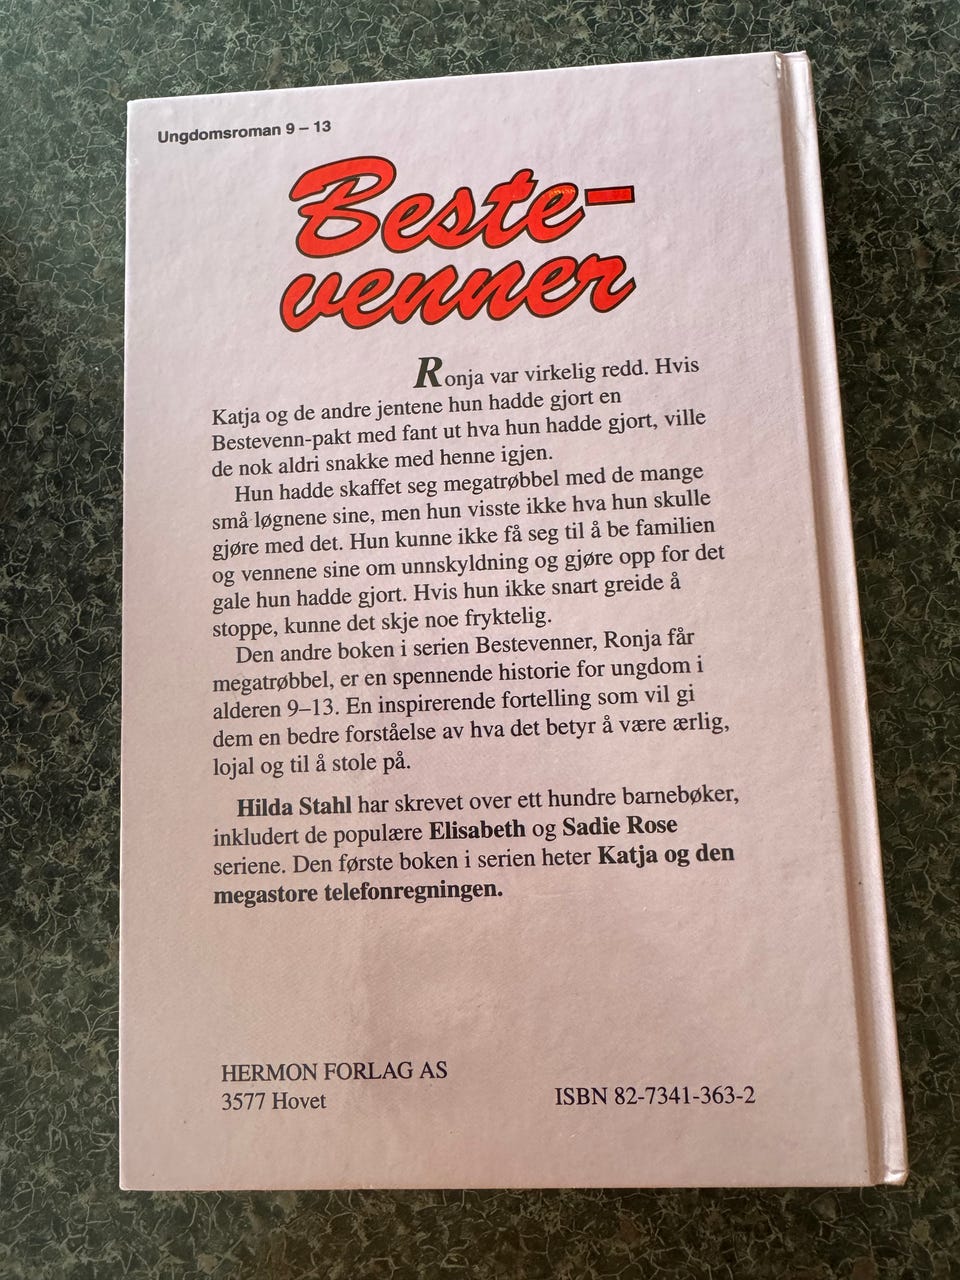 Ungdomsroman 9 – 13
Beste-
venner
Ronja var virkelig redd. Hvis
Katja og de andre jentene hun hadde gjort en
Bestevenn-pakt med fant ut hva hun hadde gjort, ville
de nok aldri snakke med henne igjen.
Hun hadde skaffet seg megatrøbbel med de mange
små løgnene sine, men hun visste ikke hva hun skulle
gjøre med det. Hun kunne ikke få seg til å be familien
og vennene sine om unnskyldning og gjøre opp for det
gale hun hadde gjort. Hvis hun ikke snart greide å
stoppe, kunne det skje noe fryktelig.
Den andre boken i serien Bestevenner, Ronja får
megatrøbbel, er en spennende historie for ungdom i
alderen 9–13. En inspirerende fortelling som vil gi
dem en bedre forståelse av hva det betyr å være ærlig,
lojal og til å stole på.
Hilda Stahl har skrevet over ett hundre barnebøker,
inkludert de populære Elisabeth og Sadie Rose
seriene. Den første boken i serien heter Katja og den
megastore telefonregningen.
HERMON FORLAG AS
3577 Hovet
ISBN 82-7341-363-2